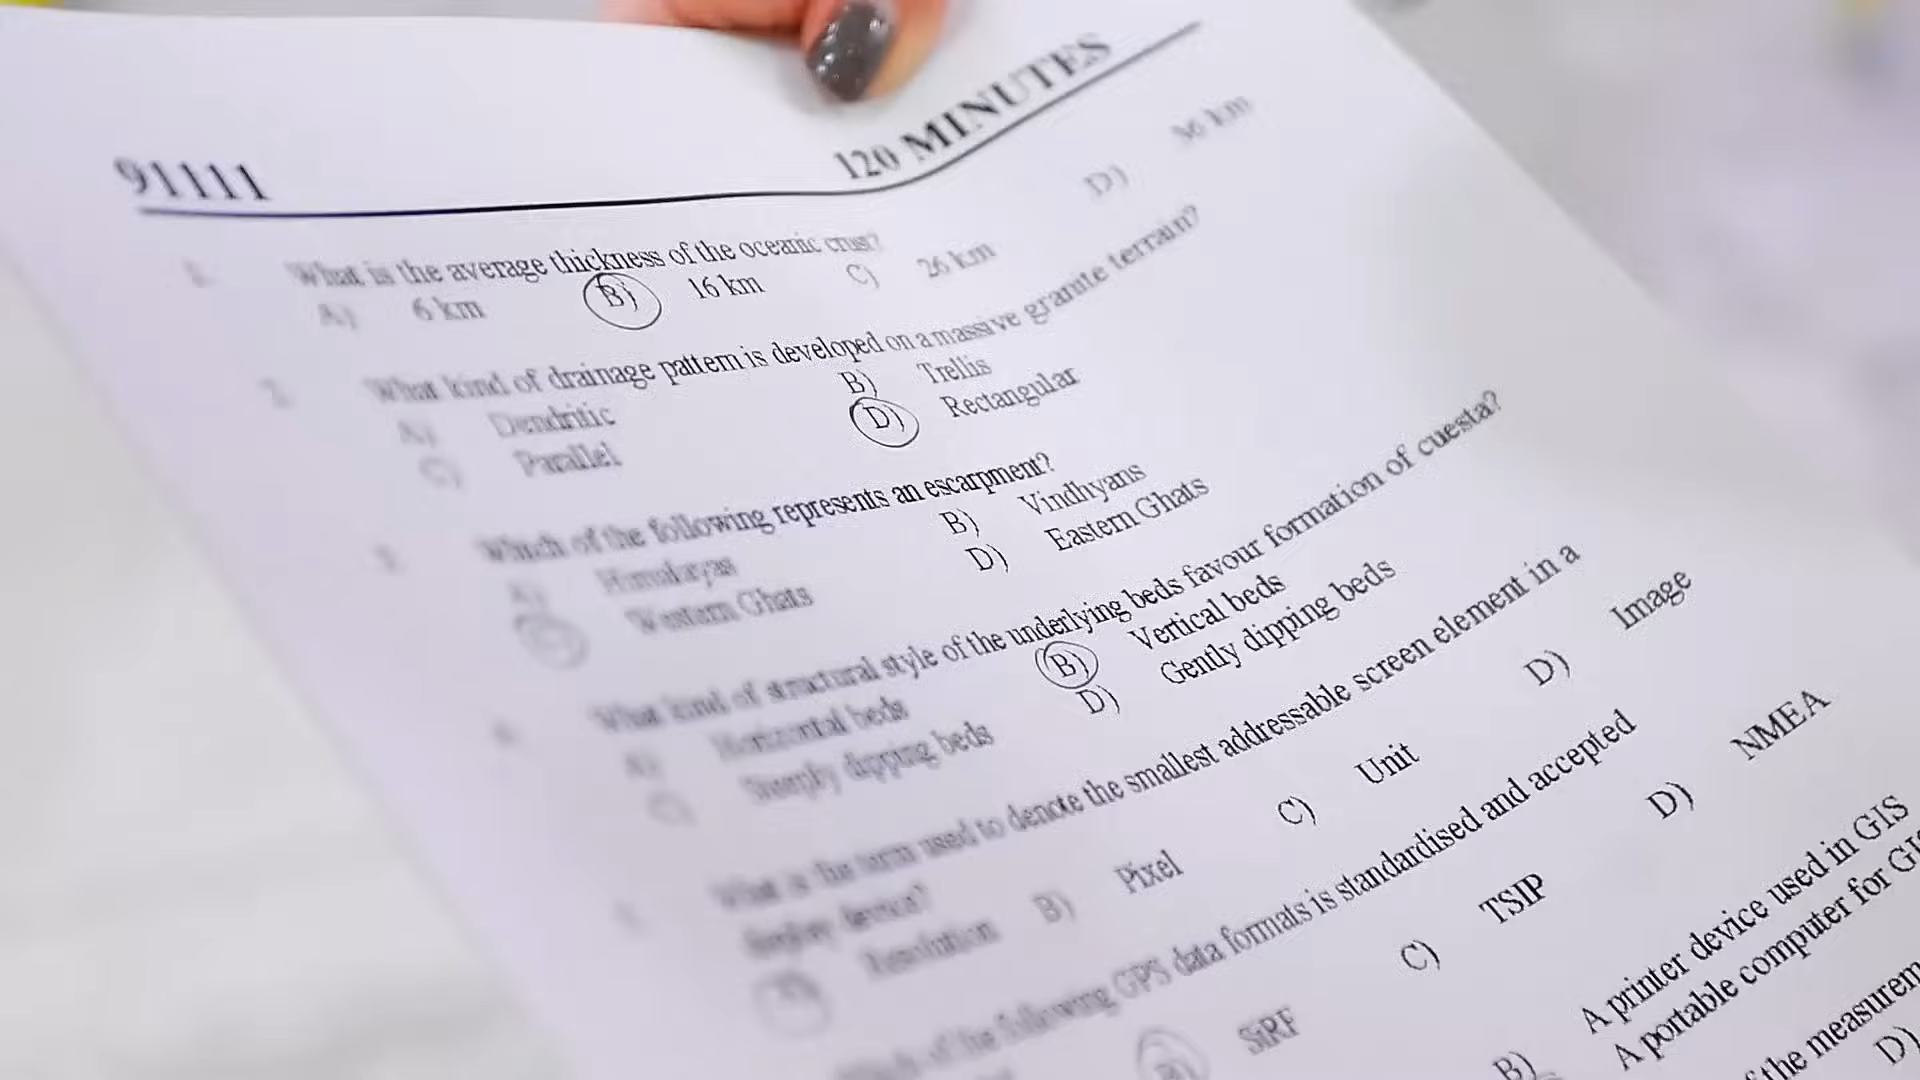 91111 120 MINUTES
1. What is the average thickness of the oceanic crust?
A) 6 km B) 16 km C) 26 km D) 36 km
2. What kind of drainage pattern is developed on a massive granite terrain?
A) Dendritic B) Trellis
C) Parallel D) Rectangular
3. Which of the following represents an escarpment?
A) Himalayas B) Vindhyans
C) Western Ghats D) Eastern Ghats
4. What kind of structural style of the underlying beds favour formation of cuesta?
A) Horizontal beds B) Vertical beds
C) Steeply dipping beds D) Gently dipping beds
5. What is the term used to denote the smallest addressable screen element in a
display device?
A) Resolution B) Pixel C) Unit D) Image
Which of the following GPS data formats is standardised and accepted
B) SiRF C) TSIP D) NMEA
B) A printer device used in GIS
A portable computer for
the measurem
D)